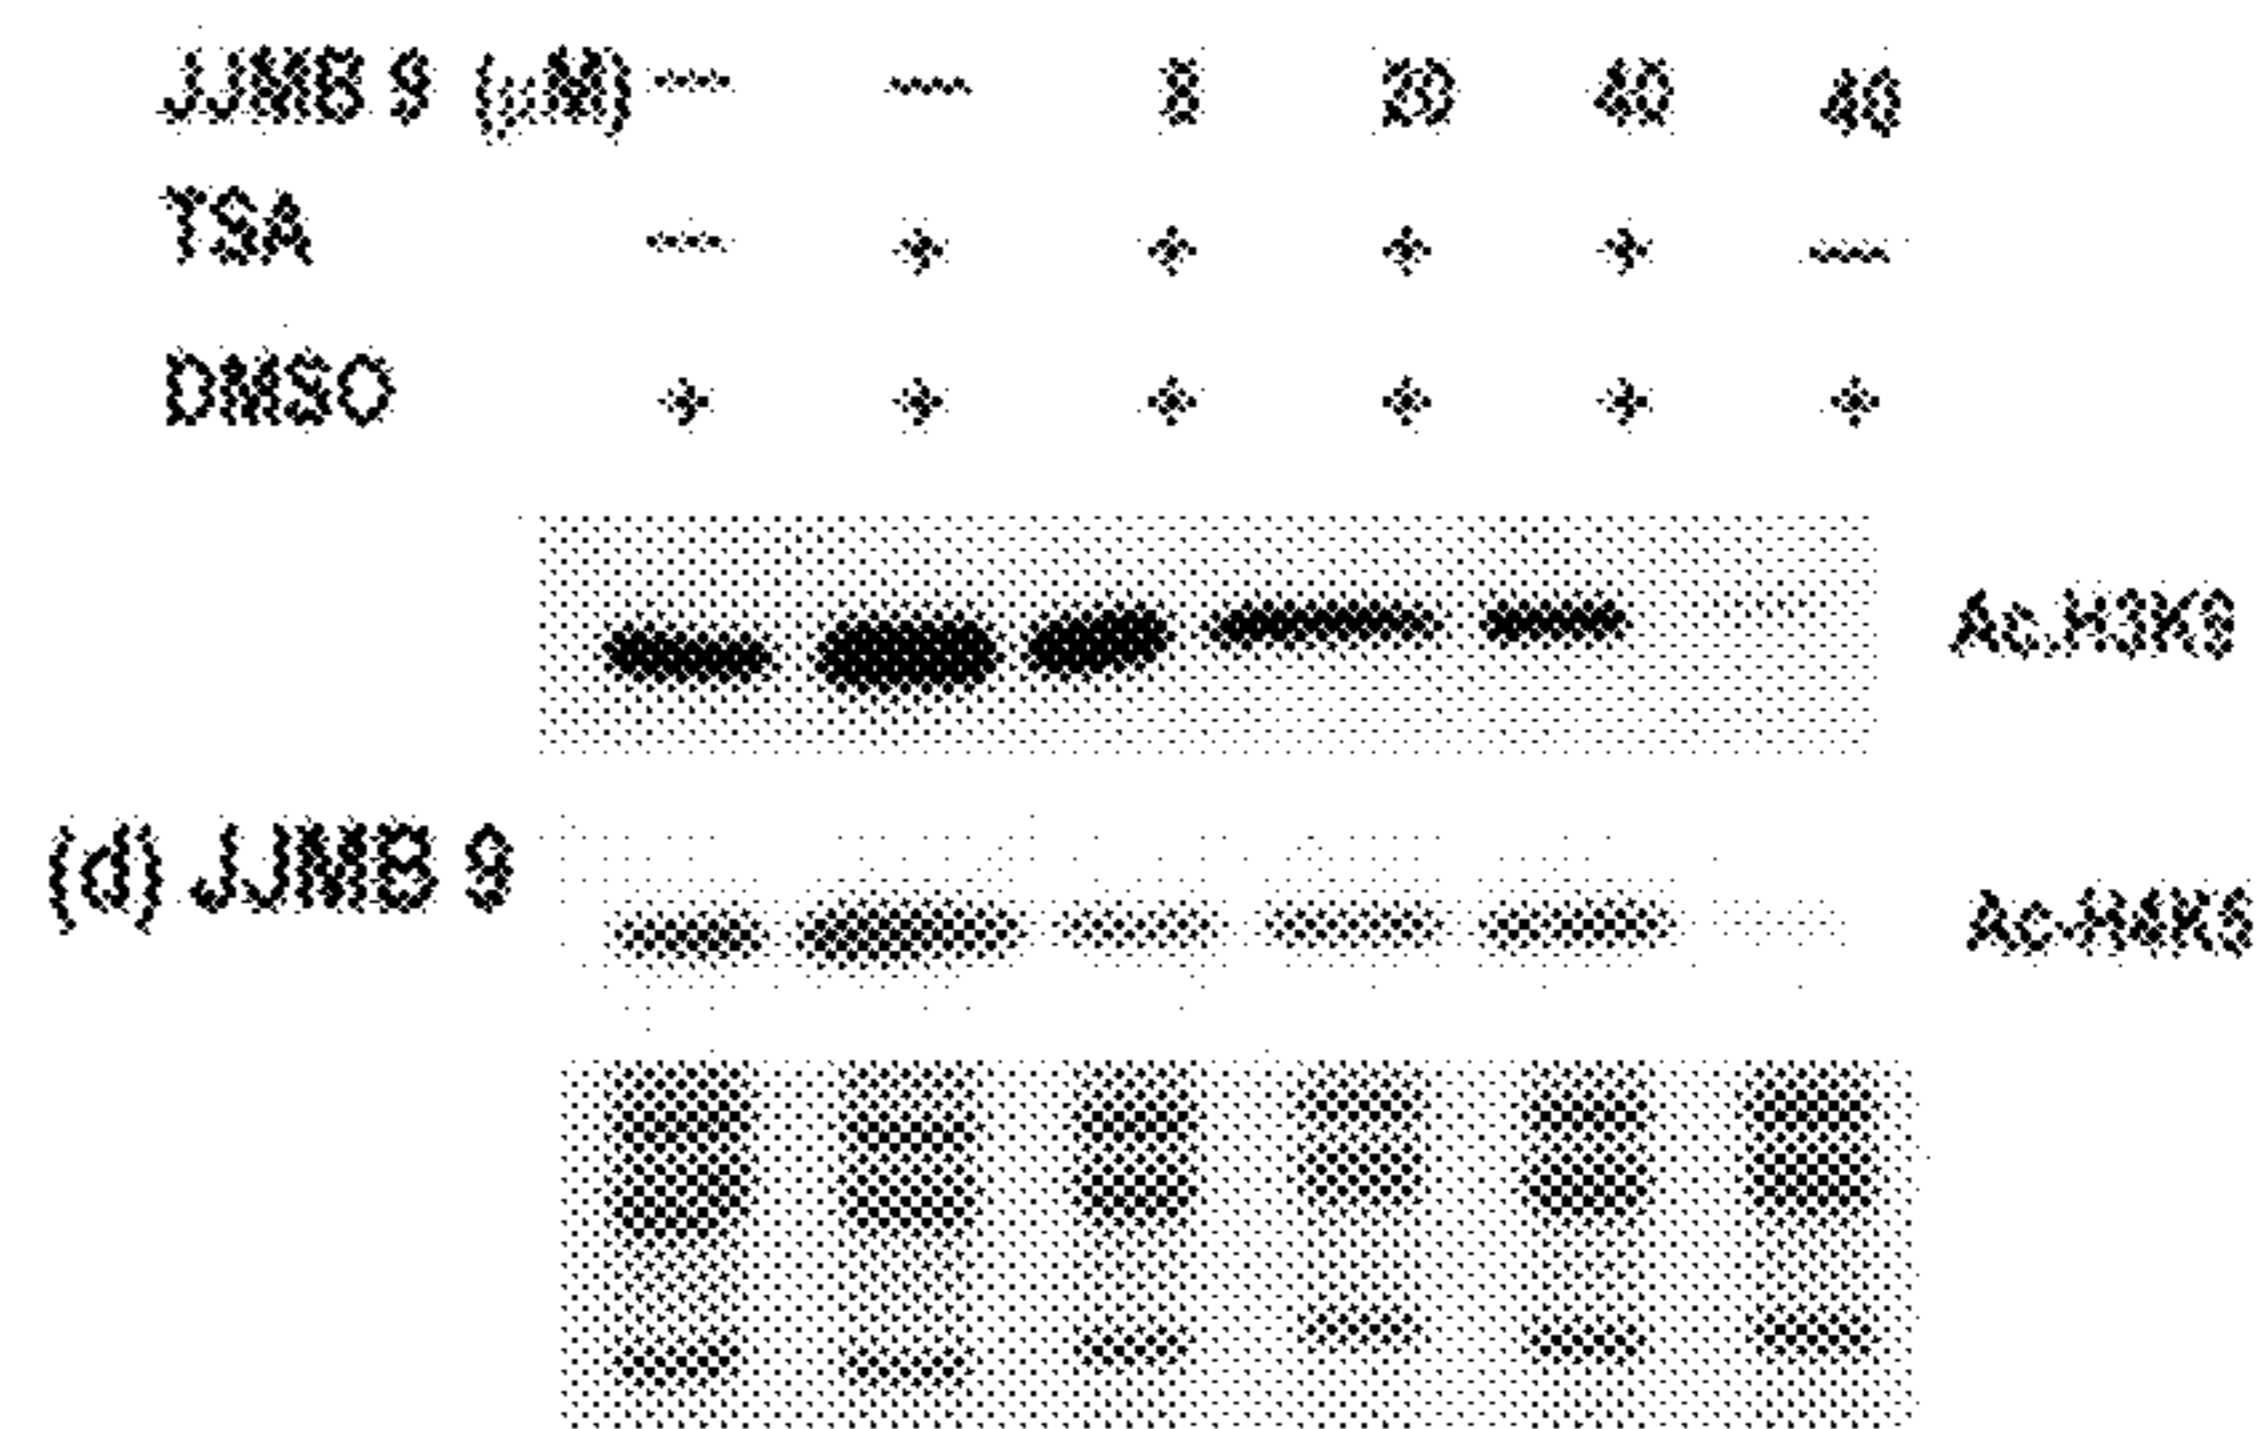 JJMB 9 (µM) — — 8 20 40 40
TSA — + + + + —
DMSO + + + + + +
Ac.H3K9
(d) JJMB 9
Ac-H4K5